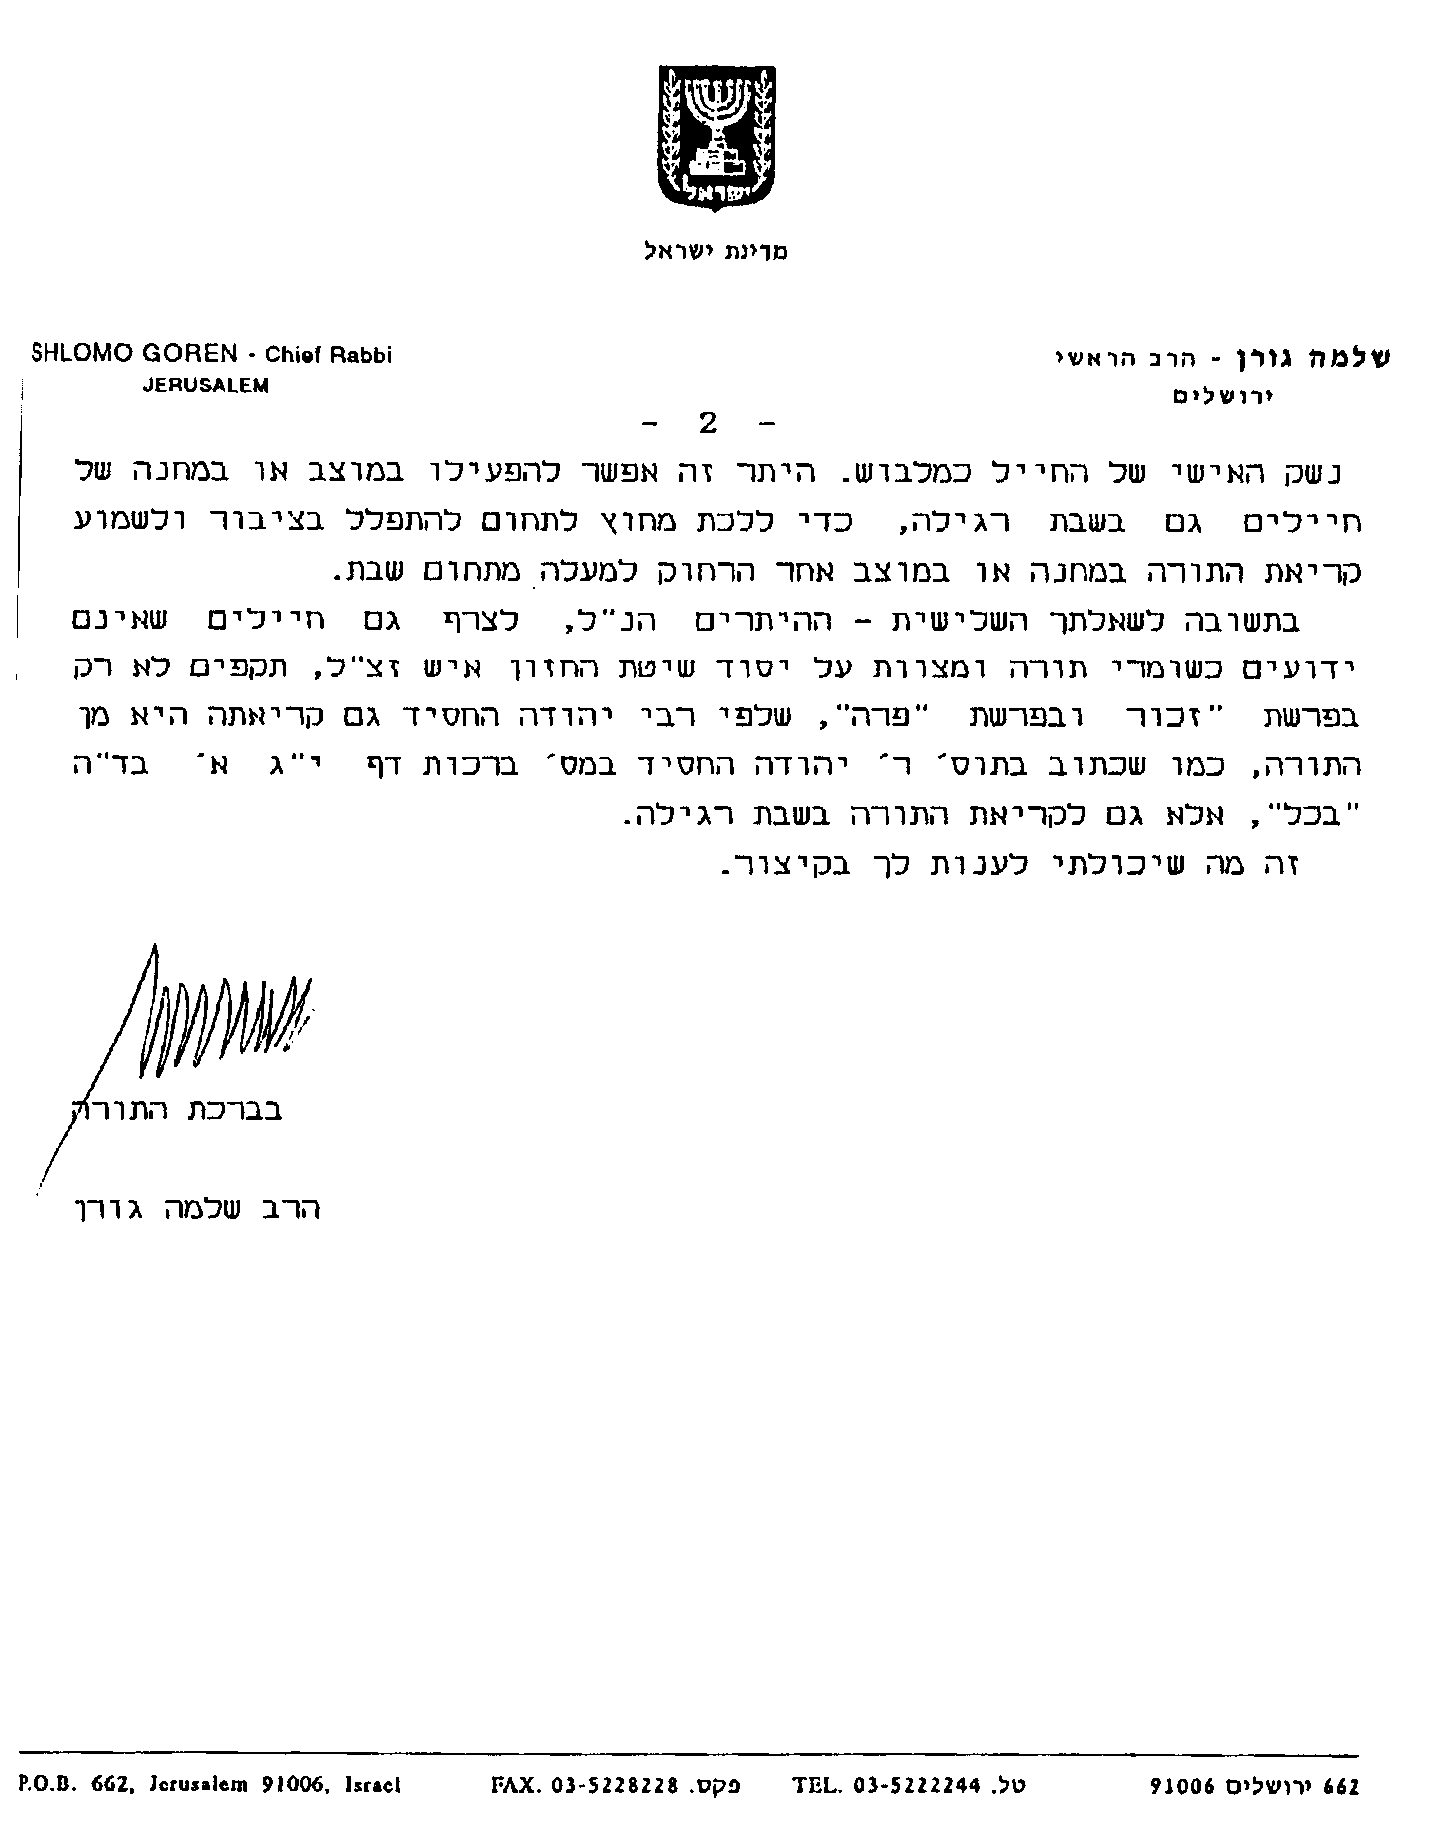 ישראל
מדינת ישראל
SHLOMO GOREN - Chief Rabbi
JERUSALEM
שלמה גורן - הרב הראשי
ירושלים
- 2 -
נשק האישי של החייל כמלבוש. היתר זה אפשר להפעילו במוצב או במחנה של
חיילים גם בשבת רגילה, כדי ללכת מחוץ לתחום להתפלל בציבור ולשמוע
קריאת התורה במחנה או במוצב אחד הרחוק למעלה מתחום שבת.
בתשובה לשאלתך השלישית - ההיתרים הנ"ל, לצרף גם חיילים שאינם
ידועים כשומרי תורה ומצוות על יסוד שיטת החזון איש זצ"ל, תקפים לא רק
בפרשת "זכור ובפרשת "פרה", שלפי רבי יהודה החסיד גם קריאתה היא מן
התורה, כמו שכתוב בתוס' ר' יהודה החסיד במס' ברכות דף י"ג א' בד"ה
"בכל", אלא גם לקריאת התורה בשבת רגילה.
זה מה שיכולתי לענות לך בקיצור.
בברכת התורה
הרב שלמה גורן
P.O.B. 662, Jerusalem 91006, Israel FAX. 03-5228228 פקס. TEL. 03-5222244 טל. 662 ירושלים 91006